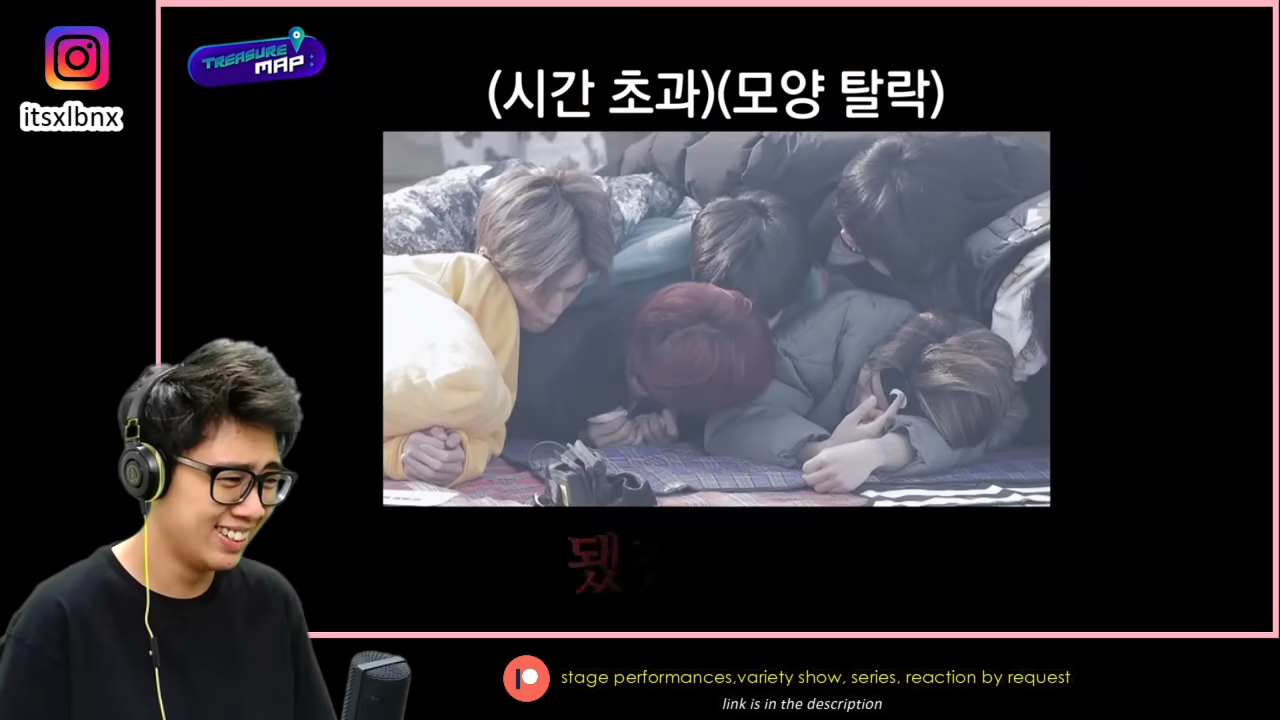 TREASURE
MAP
itsxlbnx
(시간 초과)(모양 탈락)
됐
stage performances,variety show, series, reaction by request
link is in the description